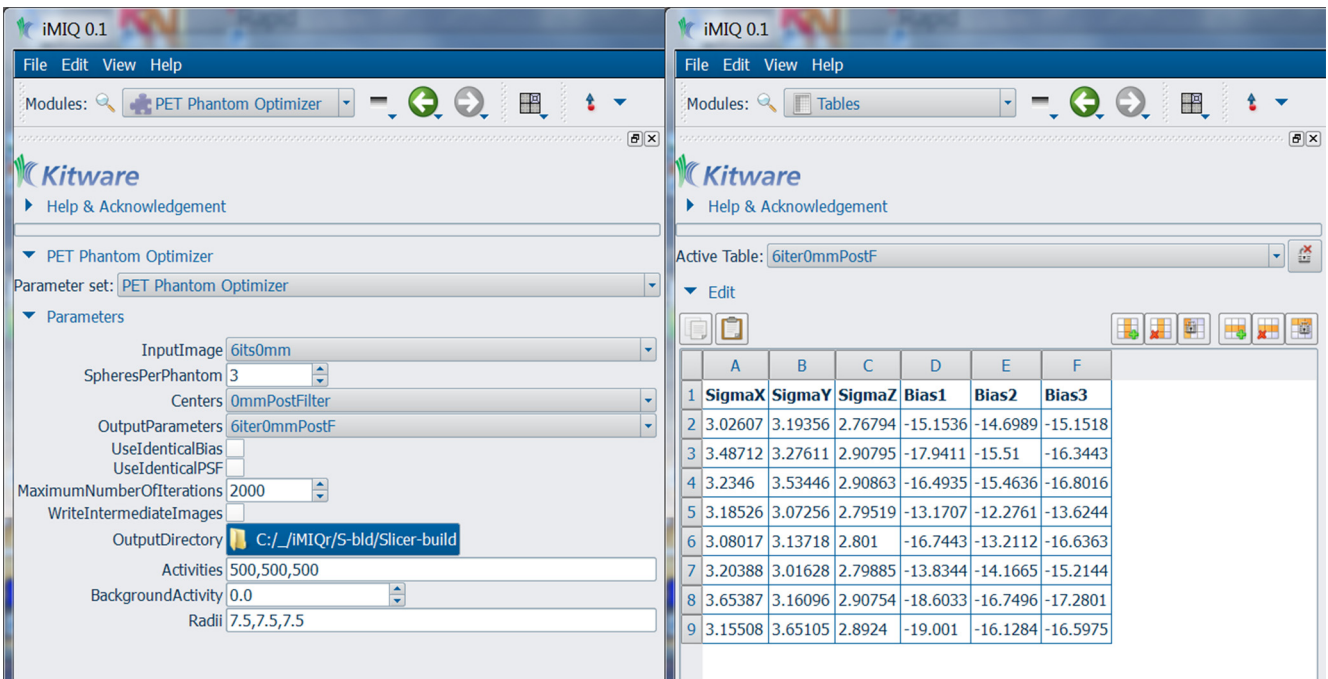 iMIQ 0.1
File Edit View Help
Modules: PET Phantom Optimizer
Kitware
Help & Acknowledgement
PET Phantom Optimizer
Parameter set: PET Phantom Optimizer
Parameters
InputImage 6its0mm
SpheresPerPhantom 3
Centers 0mmPostFilter
OutputParameters 6iter0mmPostF
UseIdenticalBias
UseIdenticalPSF
MaximumNumberOfIterations 2000
WriteIntermediateImages
OutputDirectory C:/_/iMIQr/S-bld/Slicer-build
Activities 500,500,500
BackgroundActivity 0.0
Radii 7.5,7.5,7.5
iMIQ 0.1
File Edit View Help
Modules: Tables
Kitware
Help & Acknowledgement
Active Table: 6iter0mmPostF
Edit
A B C D E F
1 SigmaX SigmaY SigmaZ Bias1 Bias2 Bias3
2 3.02607 3.19356 2.76794 -15.1536 -14.6989 -15.1518
3 3.48712 3.27611 2.90795 -17.9411 -15.51 -16.3443
4 3.2346 3.53446 2.90863 -16.4935 -15.4636 -16.8016
5 3.18526 3.07256 2.79519 -13.1707 -12.2761 -13.6244
6 3.08017 3.13718 2.801 -16.7443 -13.2112 -16.6363
7 3.20388 3.01628 2.79885 -13.8344 -14.1665 -15.2144
8 3.65387 3.16096 2.90754 -18.6033 -16.7496 -17.2801
9 3.15508 3.65105 2.8924 -19.001 -16.1284 -16.5975